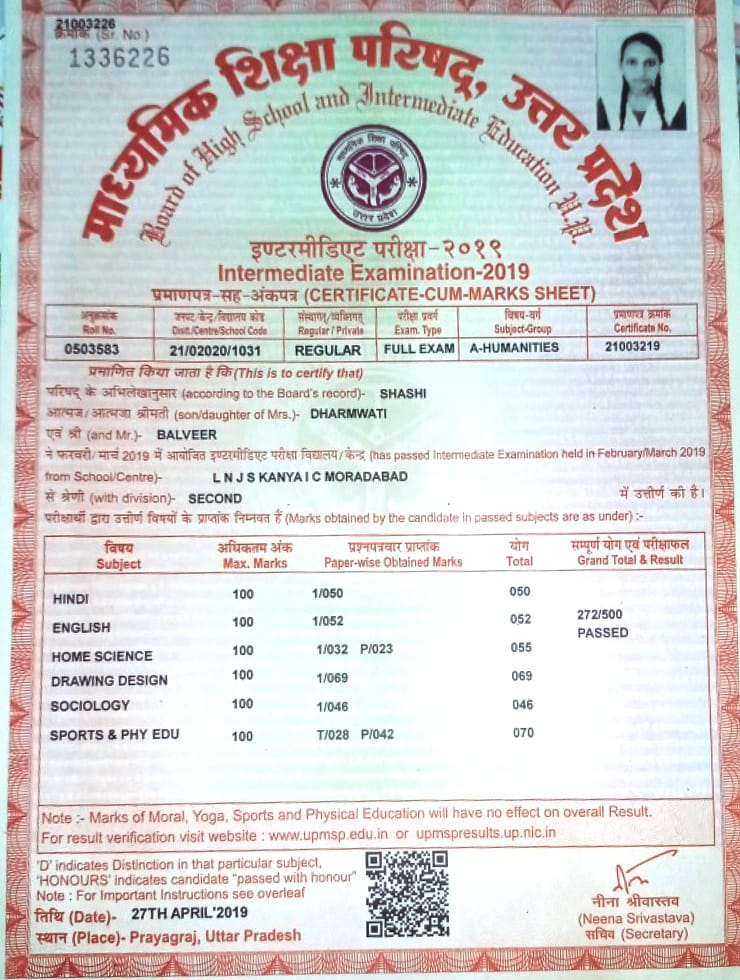 21003226
क्रमांक (Sr. No.)
1336226
माध्यमिक शिक्षा परिषद्, उत्तर प्रदेश
Board of High School and Intermediate Education U.P.
माध्यमिक शिक्षा परिषद्
उत्तर प्रदेश
इण्टरमीडिएट परीक्षा-२०१९
Intermediate Examination-2019
प्रमाणपत्र-सह-अंकपत्र (CERTIFICATE-CUM-MARKS SHEET)
अनुक्रमांक जनपद/केन्द्र/विद्यालय कोड संस्थागत/व्यक्तिगत परीक्षा प्रवर्ग विषय-वर्ग प्रमाणपत्र क्रमांक
Roll No. Distt./Centre/School Code Regular / Private Exam. Type Subject-Group Certificate No.
0503583 21/02020/1031 REGULAR FULL EXAM A-HUMANITIES 21003219
प्रमाणित किया जाता है कि (This is to certify that)
परिषद् के अभिलेखानुसार (according to the Board's record)- SHASHI
आत्मज/आत्मजा श्रीमती (son/daughter of Mrs.)- DHARMWATI
एवं श्री (and Mr.)- BALVEER
ने फरवरी/मार्च 2019 में आयोजित इण्टरमीडिएट परीक्षा विद्यालय/केन्द्र (has passed Intermediate Examination held in February/March 2019
from School/Centre)- L N J S KANYA I C MORADABAD
से श्रेणी (with division)- SECOND में उत्तीर्ण की है।
परीक्षार्थी द्वारा उत्तीर्ण विषयों के प्राप्तांक निम्नवत हैं (Marks obtained by the candidate in passed subjects are as under) :-
विषय अधिकतम अंक प्रश्नपत्रवार प्राप्तांक योग सम्पूर्ण योग एवं परीक्षाफल
Subject Max. Marks Paper-wise Obtained Marks Total Grand Total & Result
HINDI 100 1/050 050
ENGLISH 100 1/052 052 272/500
PASSED
HOME SCIENCE 100 1/032 P/023 055
DRAWING DESIGN 100 1/069 069
SOCIOLOGY 100 1/046 046
SPORTS & PHY EDU 100 T/028 P/042 070
Note :- Marks of Moral, Yoga, Sports and Physical Education will have no effect on overall Result.
For result verification visit website : www.upmsp.edu.in or upmspresults.up.nic.in
'D' indicates Distinction in that particular subject,
'HONOURS' indicates candidate "passed with honour"
Note : For Important Instructions see overleaf
तिथि (Date)- 27TH APRIL'2019
स्थान (Place)- Prayagraj, Uttar Pradesh
नीना श्रीवास्तव
(Neena Srivastava)
सचिव (Secretary)